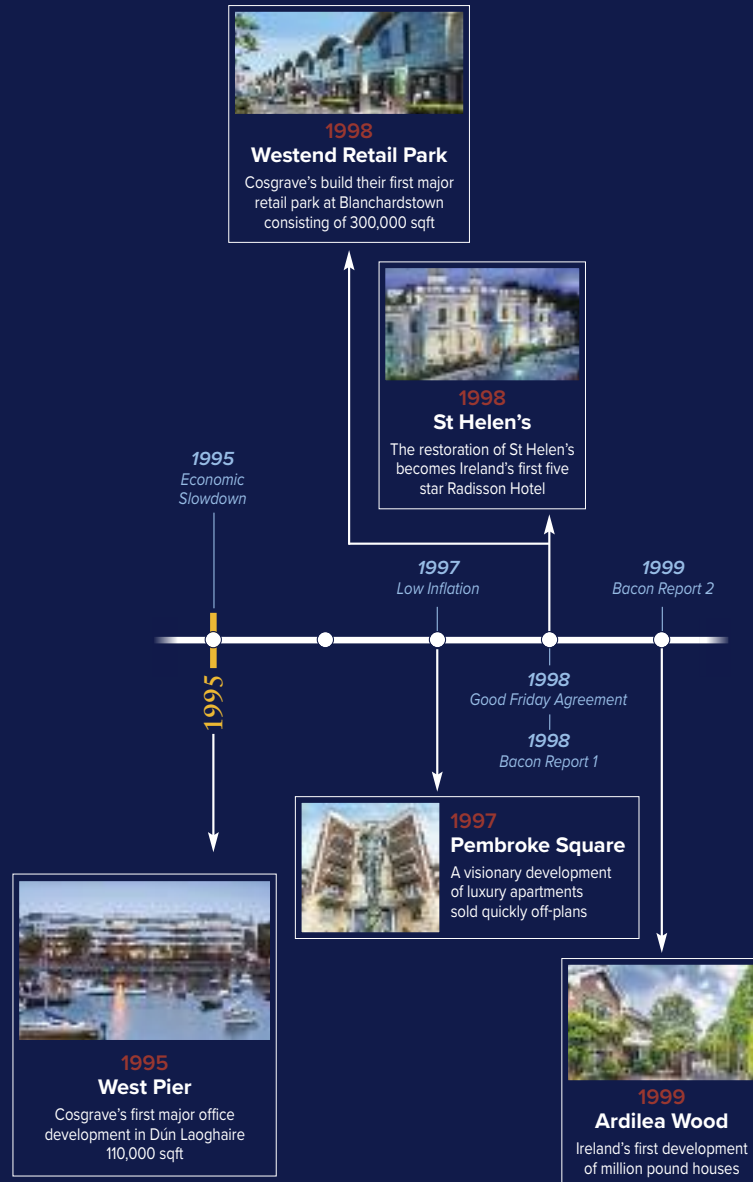 1998
Westend Retail Park
Cosgrave's build their first major
retail park at Blanchardstown
consisting of 300,000 sqft
1998
St Helen's
The restoration of St Helen's
becomes Ireland's first five
star Radisson Hotel
1995
Economic
Slowdown
1997
Low Inflation
1999
Bacon Report 2
1995
1998
Good Friday Agreement
1998
Bacon Report 1
1997
Pembroke Square
A visionary development
of luxury apartments
sold quickly off-plans
1995
West Pier
Cosgrave's first major office
development in Dún Laoghaire
110,000 sqft
1999
Ardilea Wood
Ireland's first development
of million pound houses